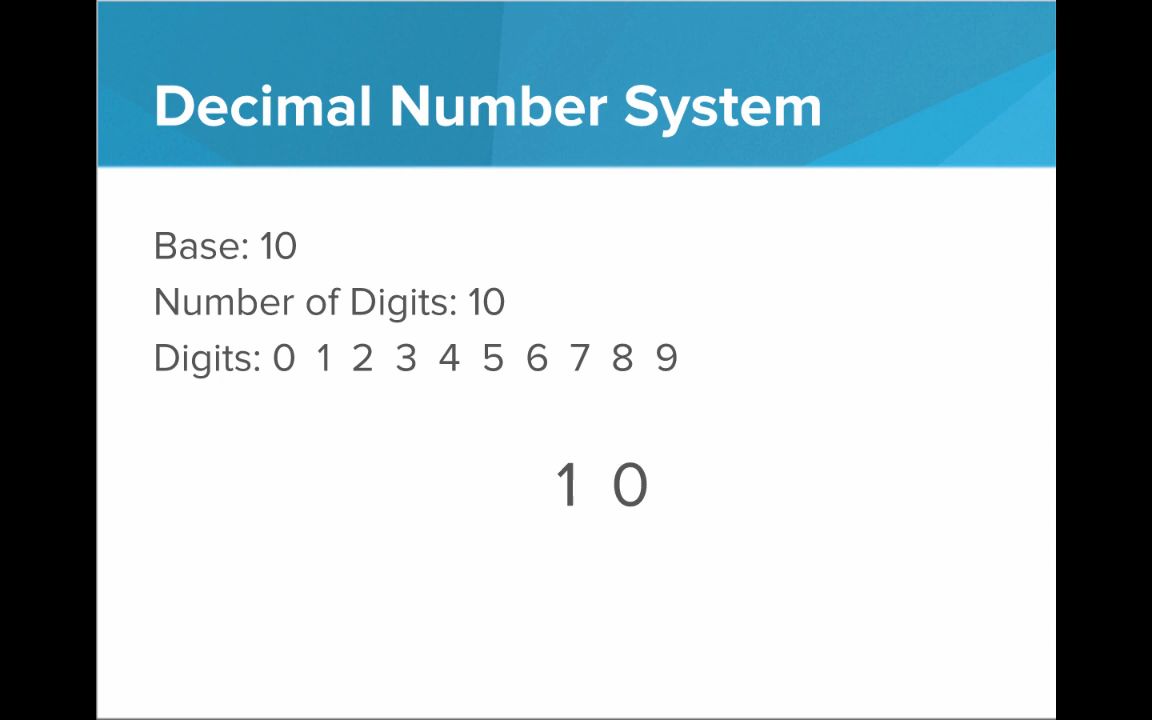 Decimal Number System
Base: 10
Number of Digits: 10
Digits: 0 1 2 3 4 5 6 7 8 9
1 0